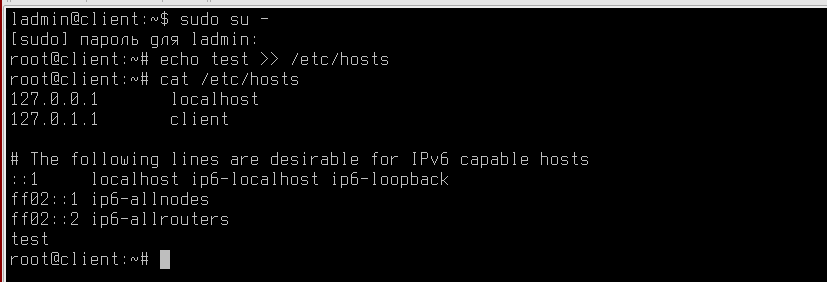 ladmin@client:~$ sudo su -
[sudo] пароль для ladmin:
root@client:~# echo test >> /etc/hosts
root@client:~# cat /etc/hosts
127.0.0.1       localhost
127.0.1.1       client

# The following lines are desirable for IPv6 capable hosts
::1     localhost ip6-localhost ip6-loopback
ff02::1 ip6-allnodes
ff02::2 ip6-allrouters
test
root@client:~#